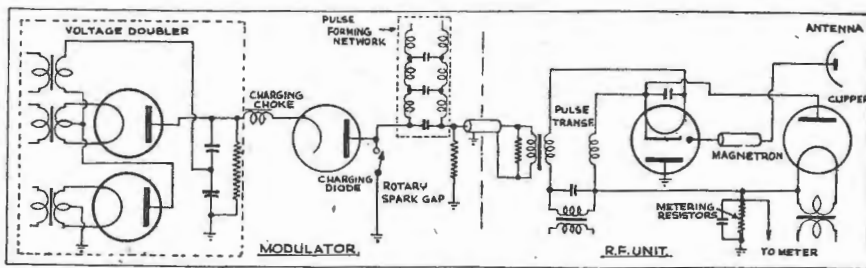 VOLTAGE DOUBLER
PULSE
FORMING
NETWORK
ANTENNA
CHARGING
CHOKE
PULSE
TRANSF.
CLIPPER
MAGNETRON
CHARGING
DIODE
ROTARY
SPARK GAP
METERING
RESISTORS
MODULATOR.
R.F. UNIT.
TO METER